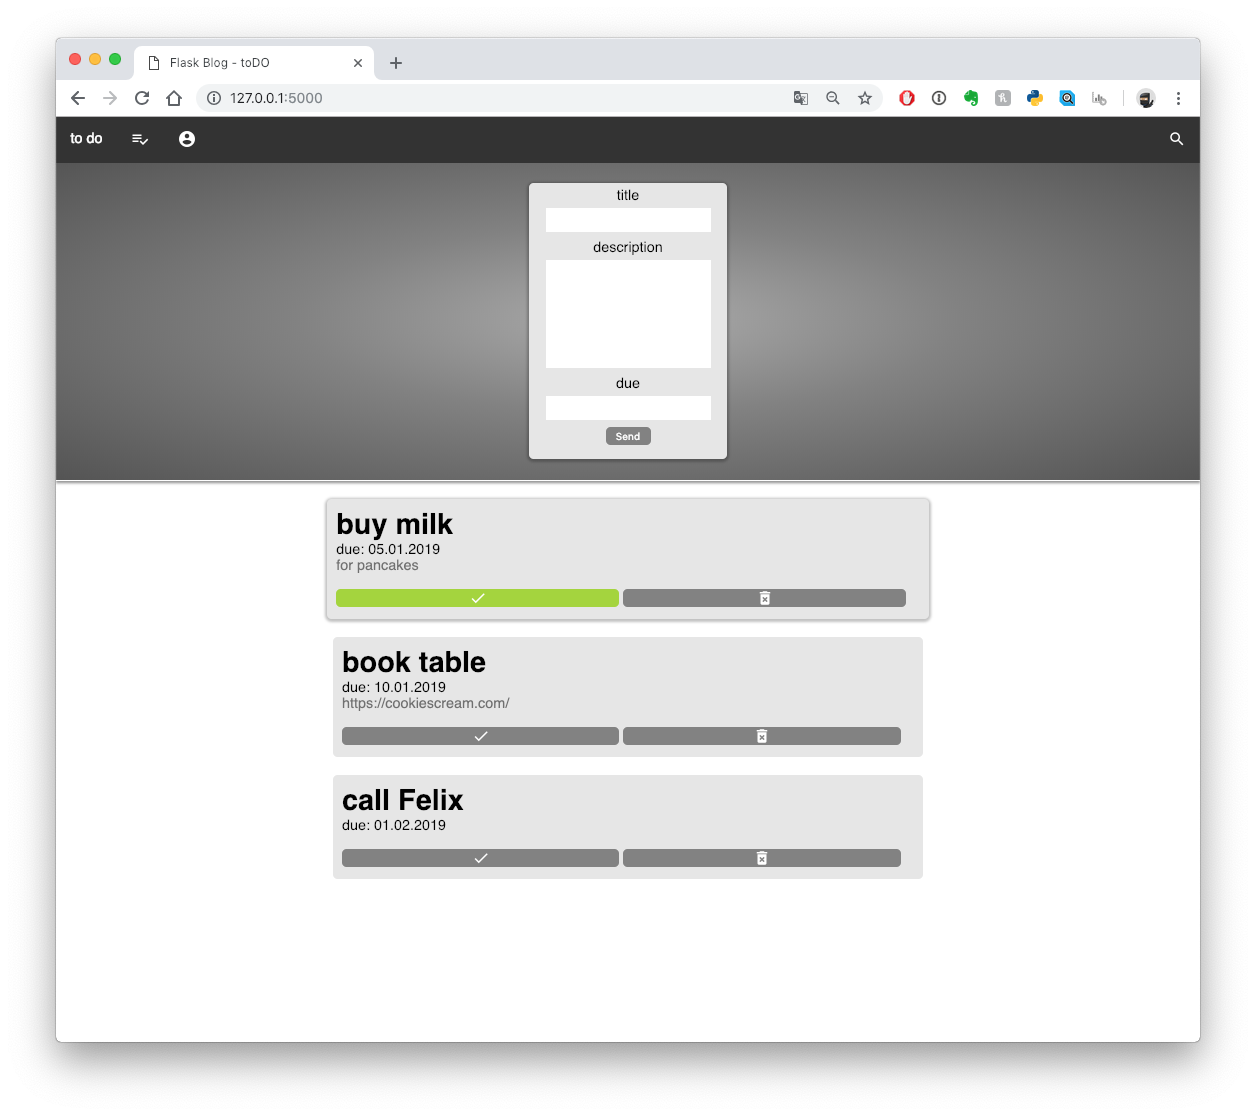 Flask Blog - toDO
127.0.0.1:5000
to do
title
description
due
Send
buy milk
due: 05.01.2019
for pancakes
book table
due: 10.01.2019
https://cookiescream.com/
call Felix
due: 01.02.2019